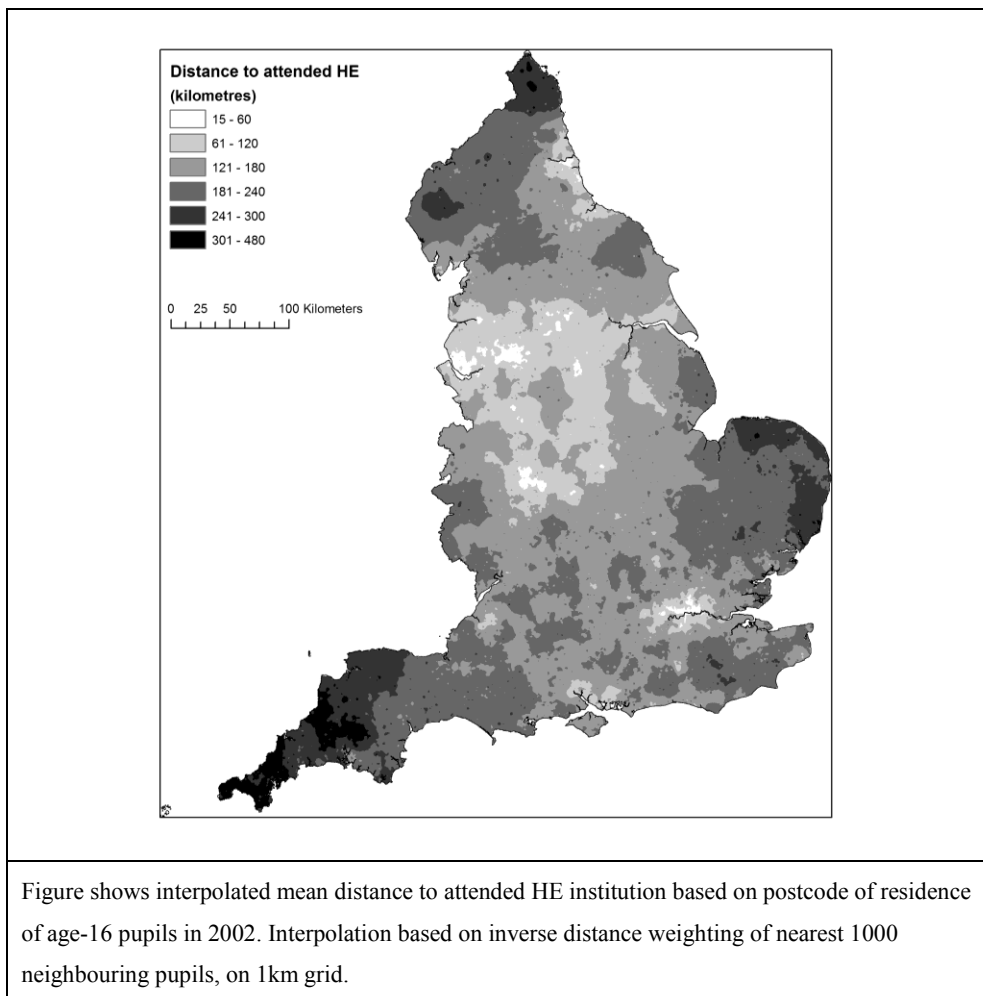 Distance to attended HE
(kilometres)
15 - 60
61 - 120
121 - 180
181 - 240
241 - 300
301 - 480
0 25 50 100 Kilometers
Figure shows interpolated mean distance to attended HE institution based on postcode of residence
of age-16 pupils in 2002. Interpolation based on inverse distance weighting of nearest 1000
neighbouring pupils, on 1km grid.